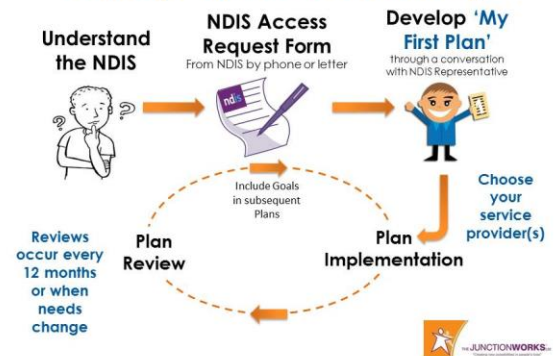 Understand
the NDIS
NDIS Access
Request Form
From NDIS by phone or letter
Develop ‘My
First Plan’
through a conversation
with NDIS Representative
ndis
Include Goals
in subsequent
Plans
Choose
your
service
provider(s)
Plan
Implementation
Plan
Review
Reviews
occur every
12 months
or when
needs
change
THE JUNCTIONWORKS